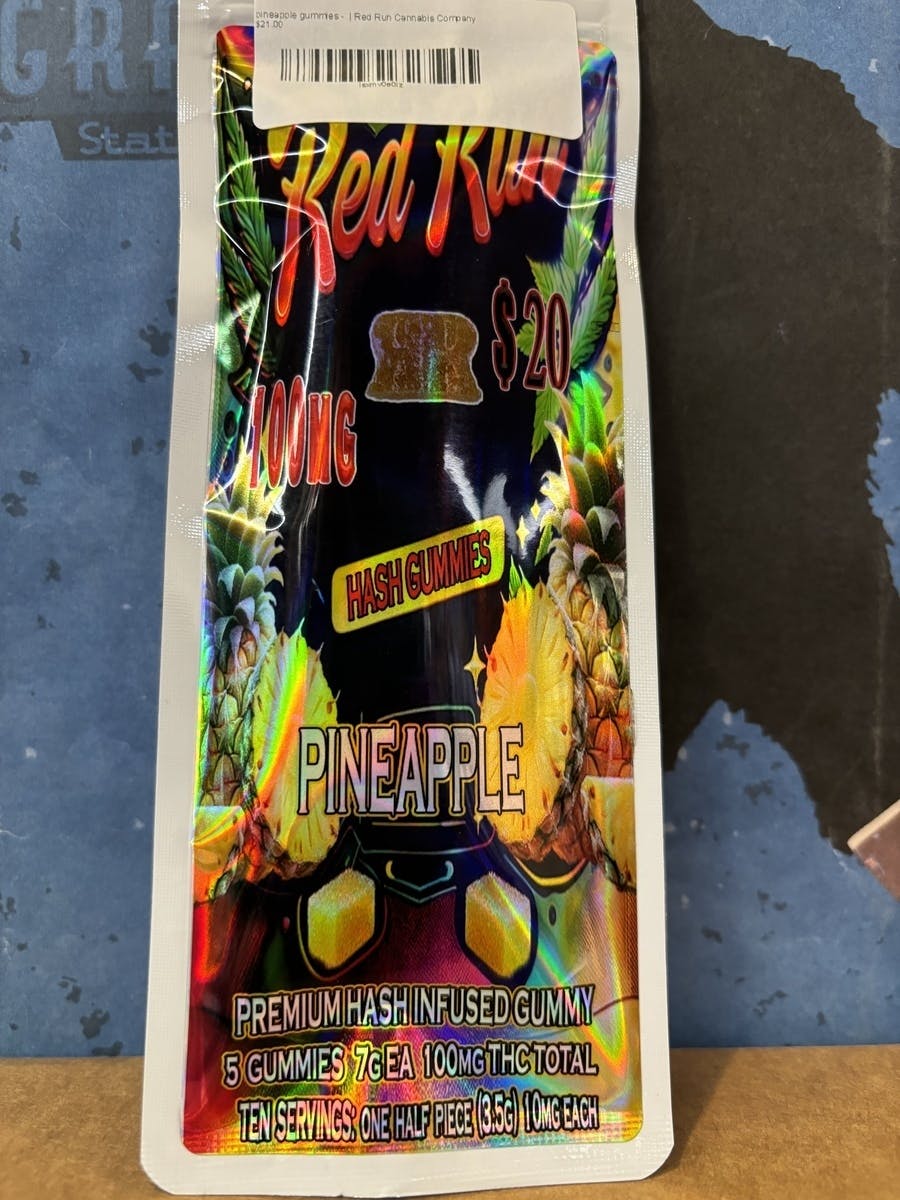 pineapple gummies - | Red Run Cannabis Company
$21.00
Stat
Red Run
$20
100MG
HASH GUMMIES
PINEAPPLE
PREMIUM HASH INFUSED GUMMY
5 GUMMIES 7G EA 100MG THC TOTAL
TEN SERVINGS: ONE HALF PIECE (3.5G) 10MG EACH